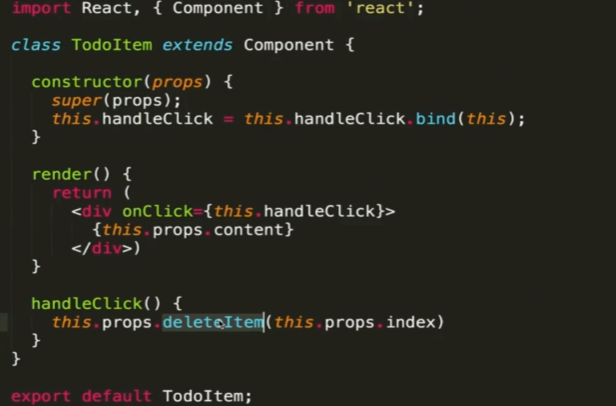 import React, { Component } from 'react';
class TodoItem extends Component {
constructor(props) {
super(props);
this.handleClick = this.handleClick.bind(this);
}
render() {
return (
<div onClick={this.handleClick}>
{this.props.content}
</div>)
}
handleClick() {
this.props.deleteItem(this.props.index)
}
}
export default TodoItem;